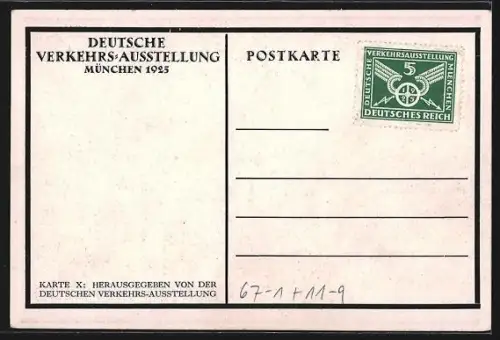 DEUTSCHE
VERKEHRS-AUSSTELLUNG
MÜNCHEN 1925
KARTE X: HERAUSGEGEBEN VON DER
DEUTSCHEN VERKEHRS-AUSSTELLUNG
POSTKARTE
DEUTSCHE VERKEHRSAUSSTELLUNG MÜNCHEN
5
DEUTSCHES REICH
67-1+11-9